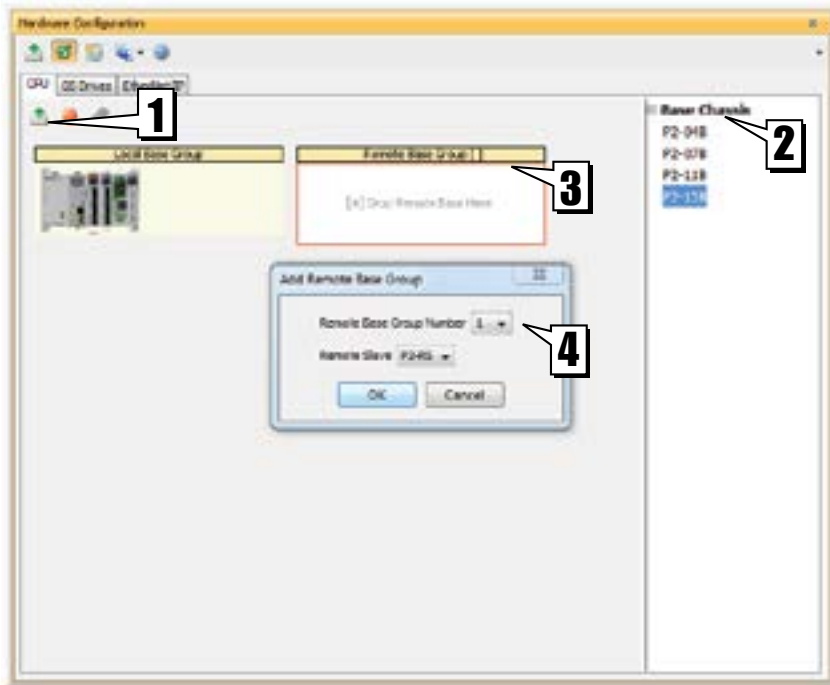 Hardware Configuration
CPU
GS Drives
EtherNet/IP
1
Local Base Group
Remote Base Group [ ]
3
[+] Drop Remote Base Here
Base Chassis
2
P2-04B
P2-07B
P2-11B
P2-15B
Add Remote Base Group
Remote Base Group Number 1
4
Remote Slave P2-RS
OK
Cancel